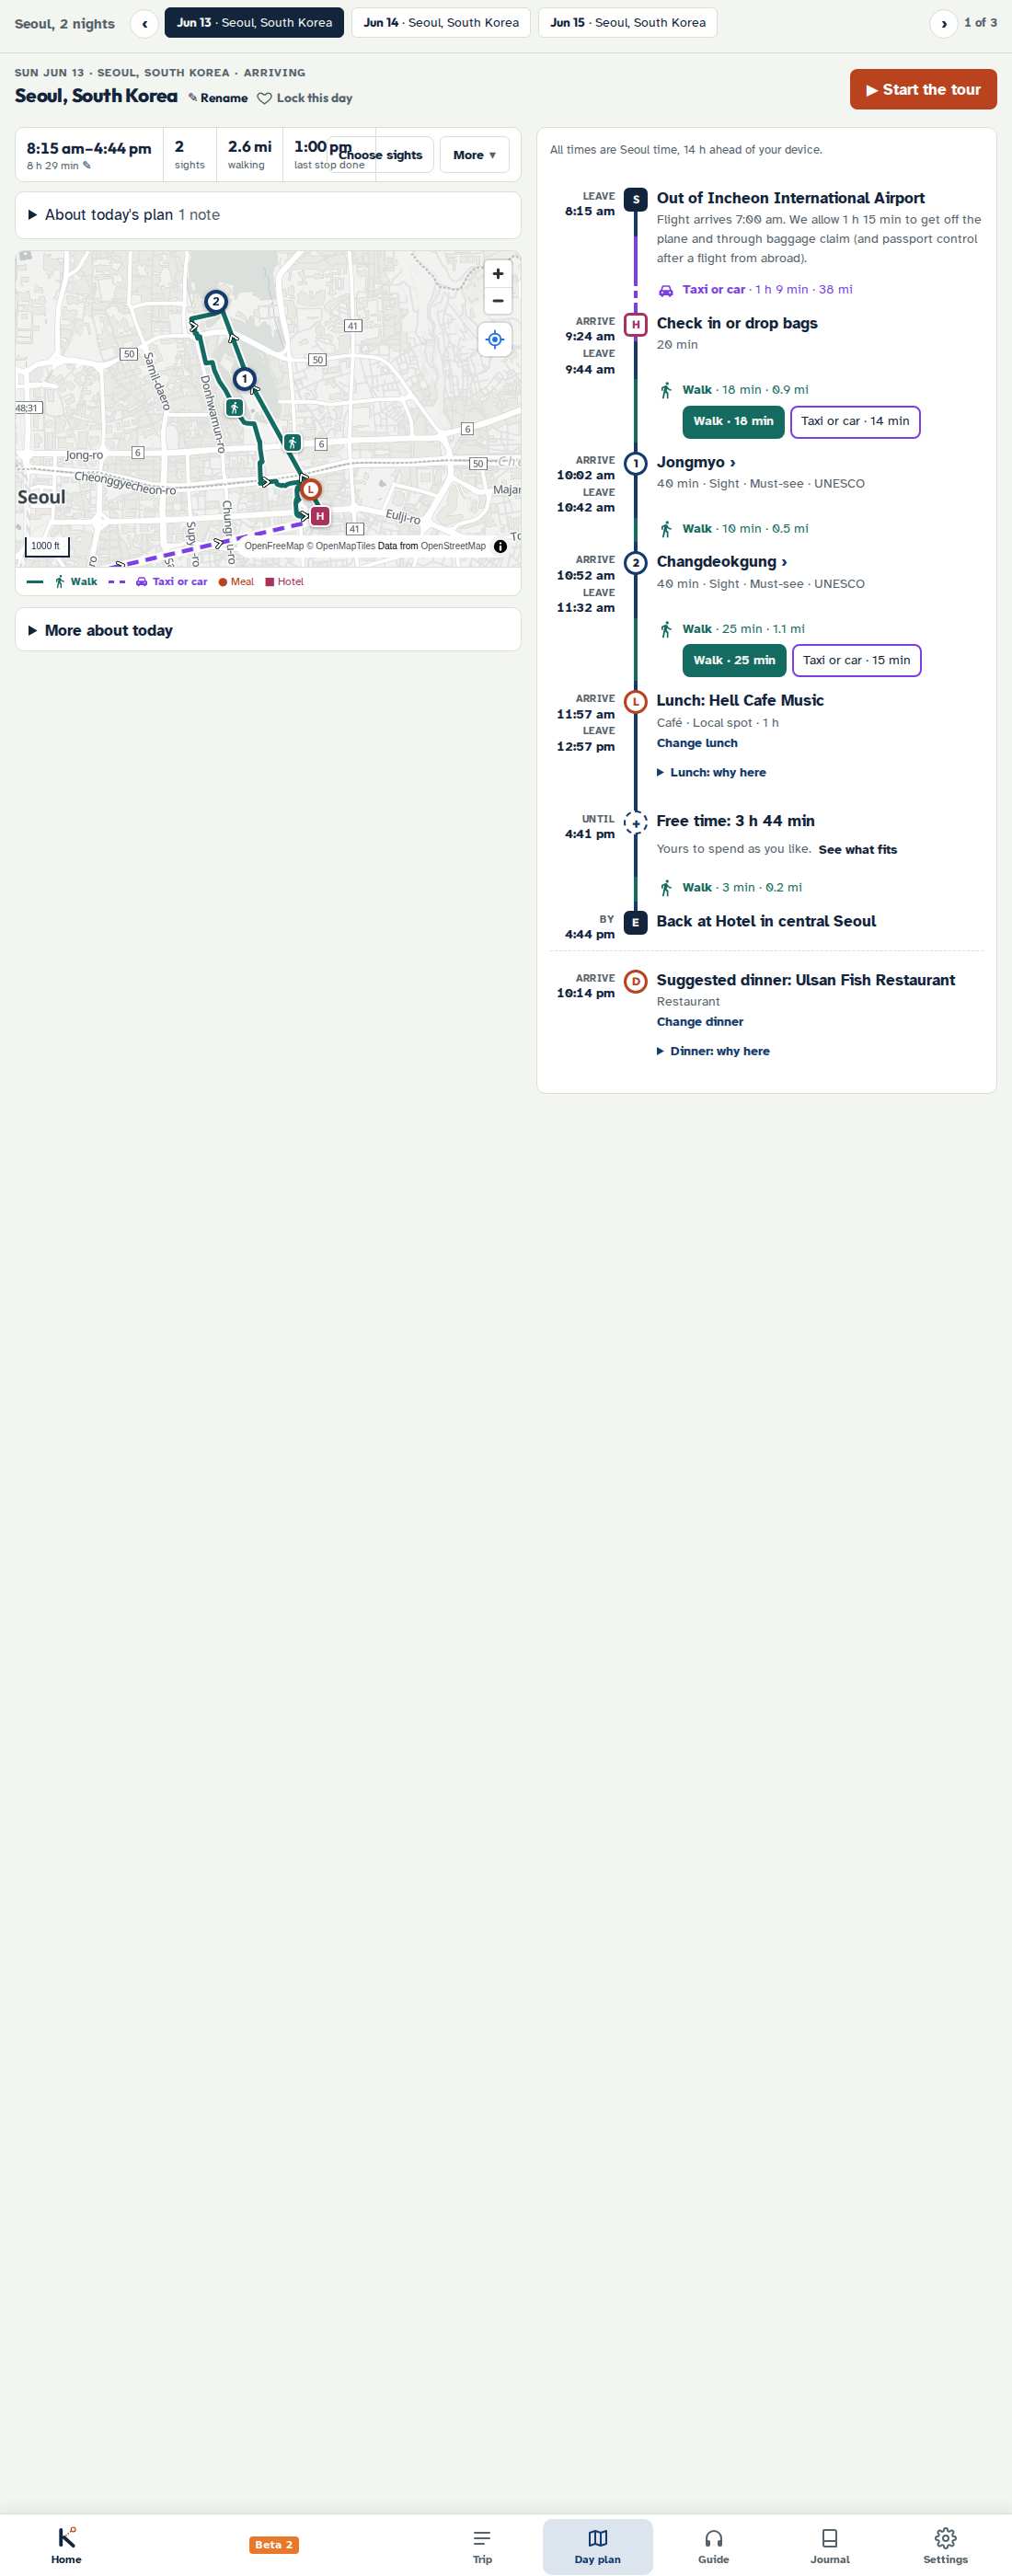 Seoul, 2 nights
‹
Jun 13 · Seoul, South Korea
Jun 14 · Seoul, South Korea
Jun 15 · Seoul, South Korea
›
1 of 3
SUN JUN 13 · SEOUL, SOUTH KOREA · ARRIVING
Seoul, South Korea
✎ Rename
Lock this day
▶ Start the tour
8:15 am–4:44 pm
8 h 29 min ✎
2
sights
2.6 mi
walking
1:00 pm
last stop done
Choose sights
More ▾
▶ About today's plan 1 note
2
1
41
50
50
48;31
Samil-daero
Donhwamun-ro
6
6
6
50
Jong-ro
Cheonggyecheon-ro
Seoul
L
H
41
Eulji-ro
Majar
1000 ft
OpenFreeMap © OpenMapTiles Data from OpenStreetMap
+
−
Walk
Taxi or car
Meal
Hotel
▶ More about today
All times are Seoul time, 14 h ahead of your device.
LEAVE
8:15 am
S
Out of Incheon International Airport
Flight arrives 7:00 am. We allow 1 h 15 min to get off the
plane and through baggage claim (and passport control
after a flight from abroad).
Taxi or car · 1 h 9 min · 38 mi
ARRIVE
9:24 am
LEAVE
9:44 am
H
Check in or drop bags
20 min
Walk · 18 min · 0.9 mi
Walk · 18 min
Taxi or car · 14 min
ARRIVE
10:02 am
LEAVE
10:42 am
1
Jongmyo ›
40 min · Sight · Must-see · UNESCO
Walk · 10 min · 0.5 mi
ARRIVE
10:52 am
LEAVE
11:32 am
2
Changdeokgung ›
40 min · Sight · Must-see · UNESCO
Walk · 25 min · 1.1 mi
Walk · 25 min
Taxi or car · 15 min
ARRIVE
11:57 am
LEAVE
12:57 pm
L
Lunch: Hell Cafe Music
Café · Local spot · 1 h
Change lunch
▶ Lunch: why here
UNTIL
4:41 pm
+
Free time: 3 h 44 min
Yours to spend as you like. See what fits
Walk · 3 min · 0.2 mi
BY
4:44 pm
E
Back at Hotel in central Seoul
ARRIVE
10:14 pm
D
Suggested dinner: Ulsan Fish Restaurant
Restaurant
Change dinner
▶ Dinner: why here
Home
Beta 2
Trip
Day plan
Guide
Journal
Settings